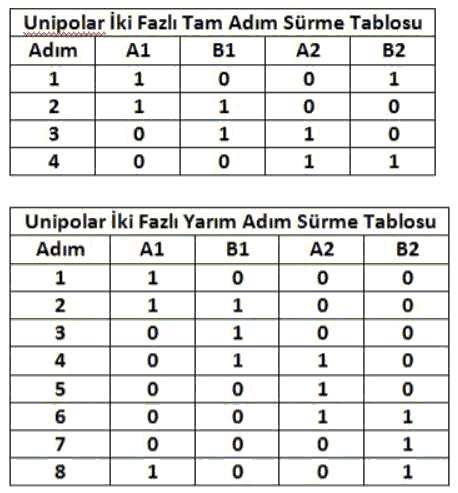 Unipolar İki Fazlı Tam Adım Sürme Tablosu
Adım A1 B1 A2 B2
1 1 0 0 1
2 1 1 0 0
3 0 1 1 0
4 0 0 1 1
Unipolar İki Fazlı Yarım Adım Sürme Tablosu
Adım A1 B1 A2 B2
1 1 0 0 0
2 1 1 0 0
3 0 1 0 0
4 0 1 1 0
5 0 0 1 0
6 0 0 1 1
7 0 0 0 1
8 1 0 0 1